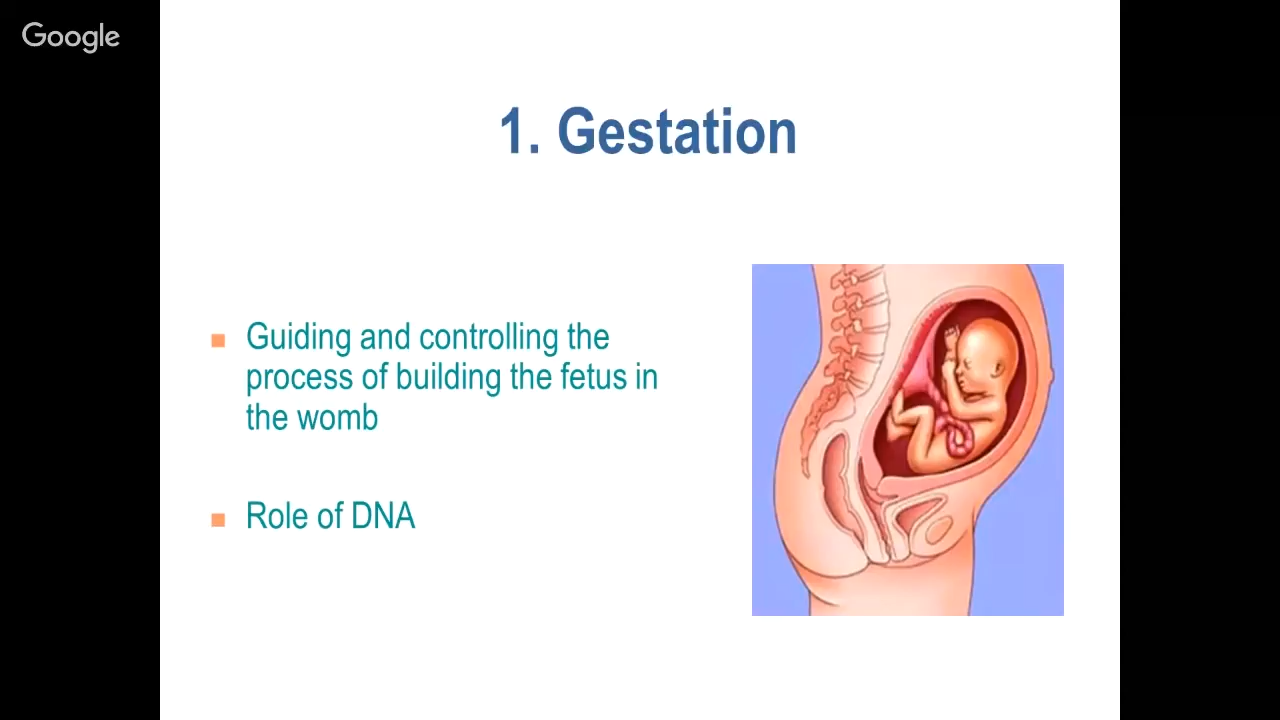 Google
1. Gestation
Guiding and controlling the
process of building the fetus in
the womb
Role of DNA